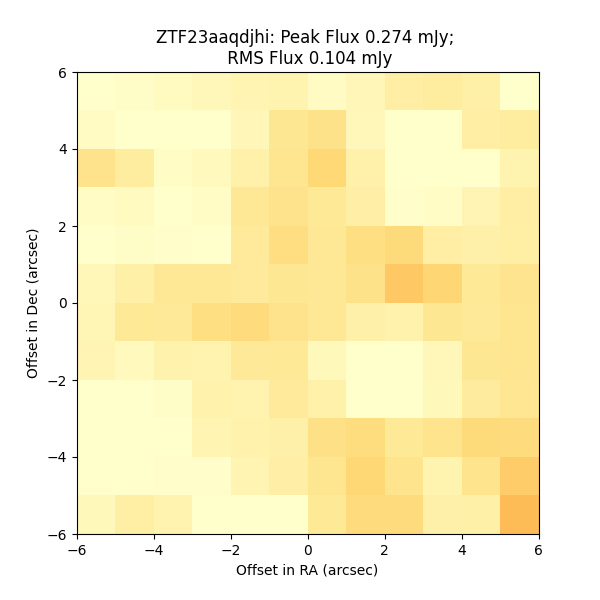 ZTF23aaqdjhi: Peak Flux 0.274 mJy;
RMS Flux 0.104 mJy
6
4
2
0
−2
−4
−6
Offset in Dec (arcsec)
−6 −4 −2 0 2 4 6
Offset in RA (arcsec)